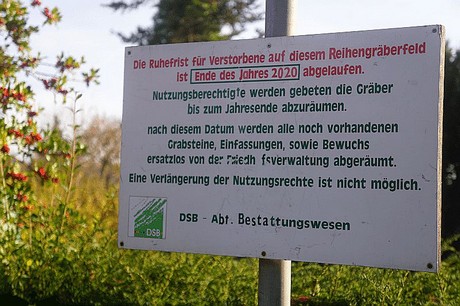 Die Ruhefrist für Verstorbene auf diesem Reihengräberfeld
ist Ende des Jahres 2020 abgelaufen.
Nutzungsberechtigte werden gebeten die Gräber
bis zum Jahresende abzuräumen.
nach diesem Datum werden alle noch vorhandenen
Grabsteine, Einfassungen, sowie Bewuchs
ersatzlos von der abgeräumt.
Eine Verlängerung der Nutzungsrechte ist nicht möglich.
DSB - Abt. Bestattungswesen
DSB